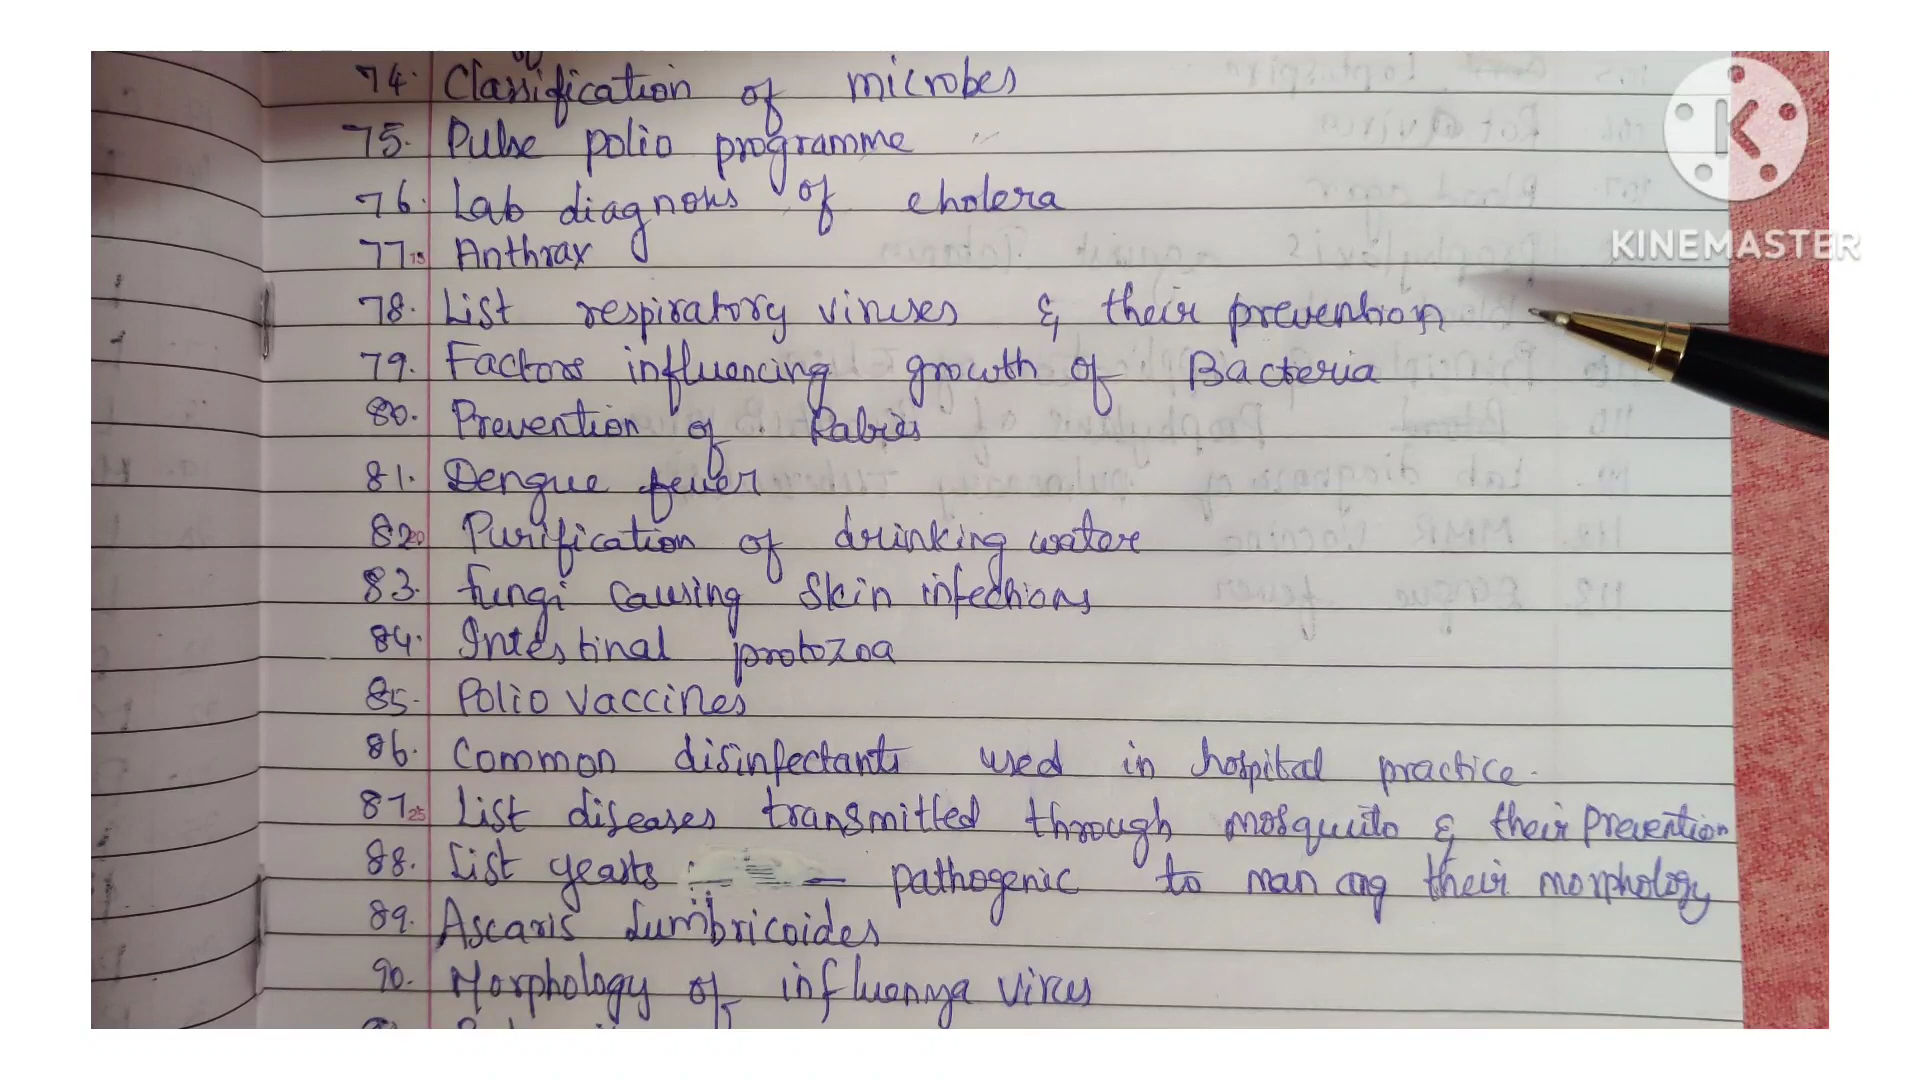 74. Classification of microbes
75. Pulse polio programme
76. Lab diagnosis of cholera
77. 15 Anthrax
78. List respiratory viruses & their prevention
79. Factors influencing growth of Bacteria
80. Prevention of Rabies
81. Dengue fever
82. 20 Purification of drinking water
83. Fungi causing skin infections
84. Intestinal protozoa
85. Polio vaccines
86. Common disinfectants used in hospital practice.
87. 25 List diseases transmitted through mosquito & their prevention
88. List yeasts pathogenic to man their morphology
89. Ascaris Lumbricoides
90. Morphology of influenza virus
K
KINEMASTER